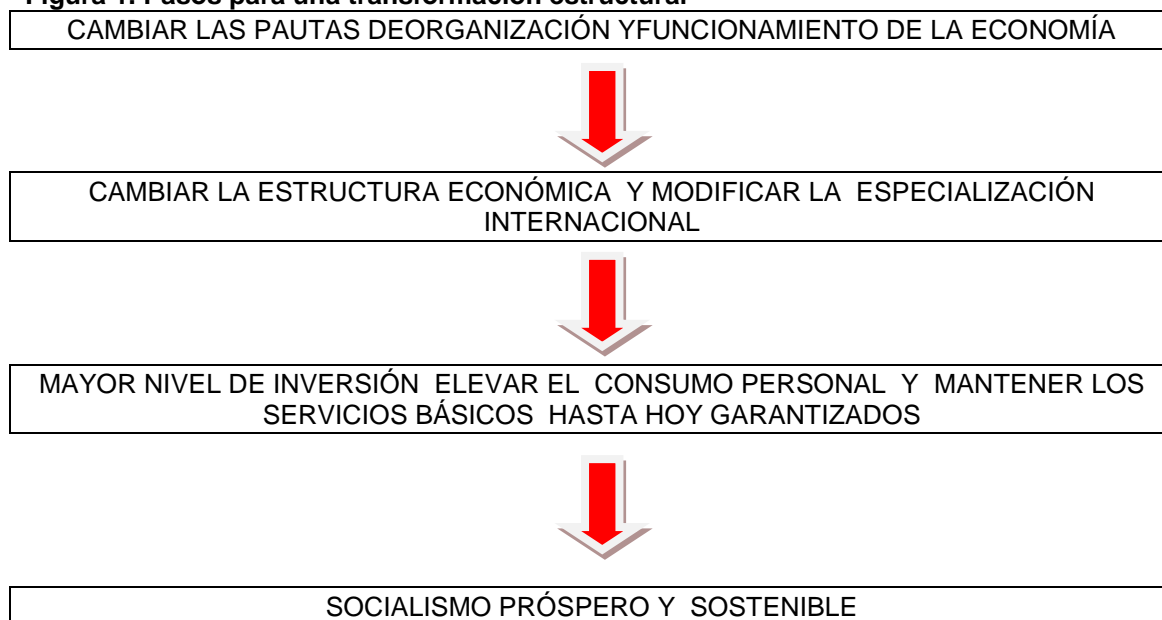 Figura 1. Pasos para una transformación estructural
CAMBIAR LAS PAUTAS DEORGANIZACIÓN YFUNCIONAMIENTO DE LA ECONOMÍA
CAMBIAR LA ESTRUCTURA ECONÓMICA Y MODIFICAR LA ESPECIALIZACIÓN
INTERNACIONAL
MAYOR NIVEL DE INVERSIÓN ELEVAR EL CONSUMO PERSONAL Y MANTENER LOS
SERVICIOS BÁSICOS HASTA HOY GARANTIZADOS
SOCIALISMO PRÓSPERO Y SOSTENIBLE